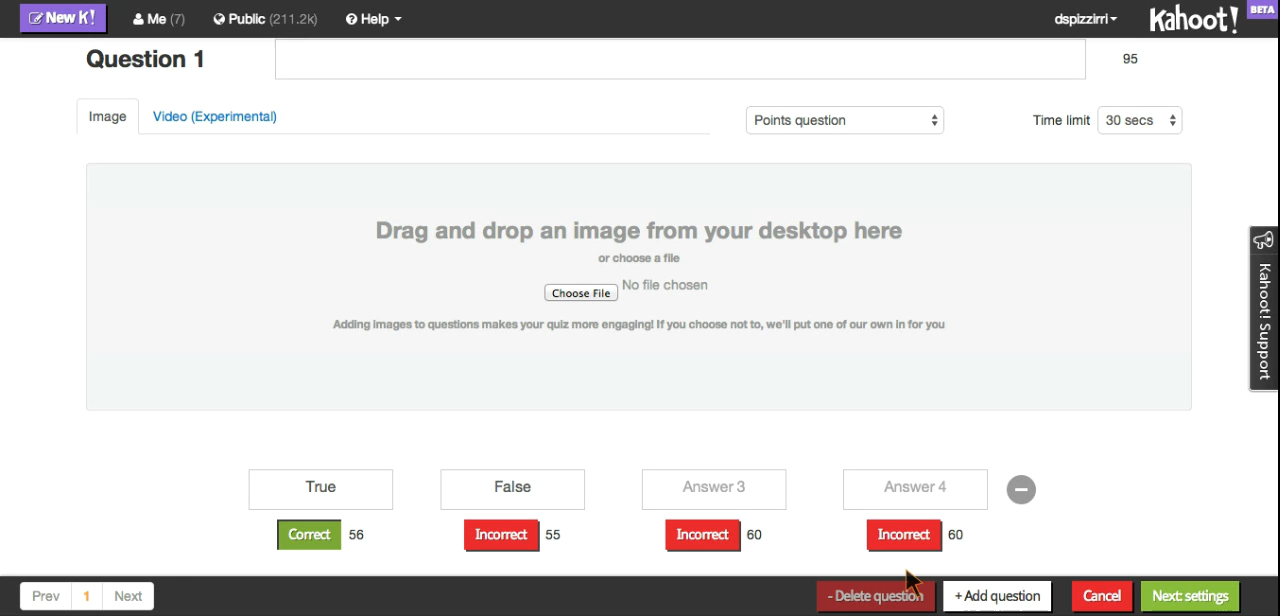 New K! Me (7) Public (211.2k) Help dspizzirri Kahoot! BETA
Question 1 95
Image Video (Experimental) Points question Time limit 30 secs
Drag and drop an image from your desktop here
or choose a file
Choose File No file chosen
Adding images to questions makes your quiz more engaging! If you choose not to, we'll put one of our own in for you
Kahoot! Support
True False Answer 3 Answer 4
Correct 56 Incorrect 55 Incorrect 60 Incorrect 60
Prev 1 Next - Delete question + Add question Cancel Next: settings